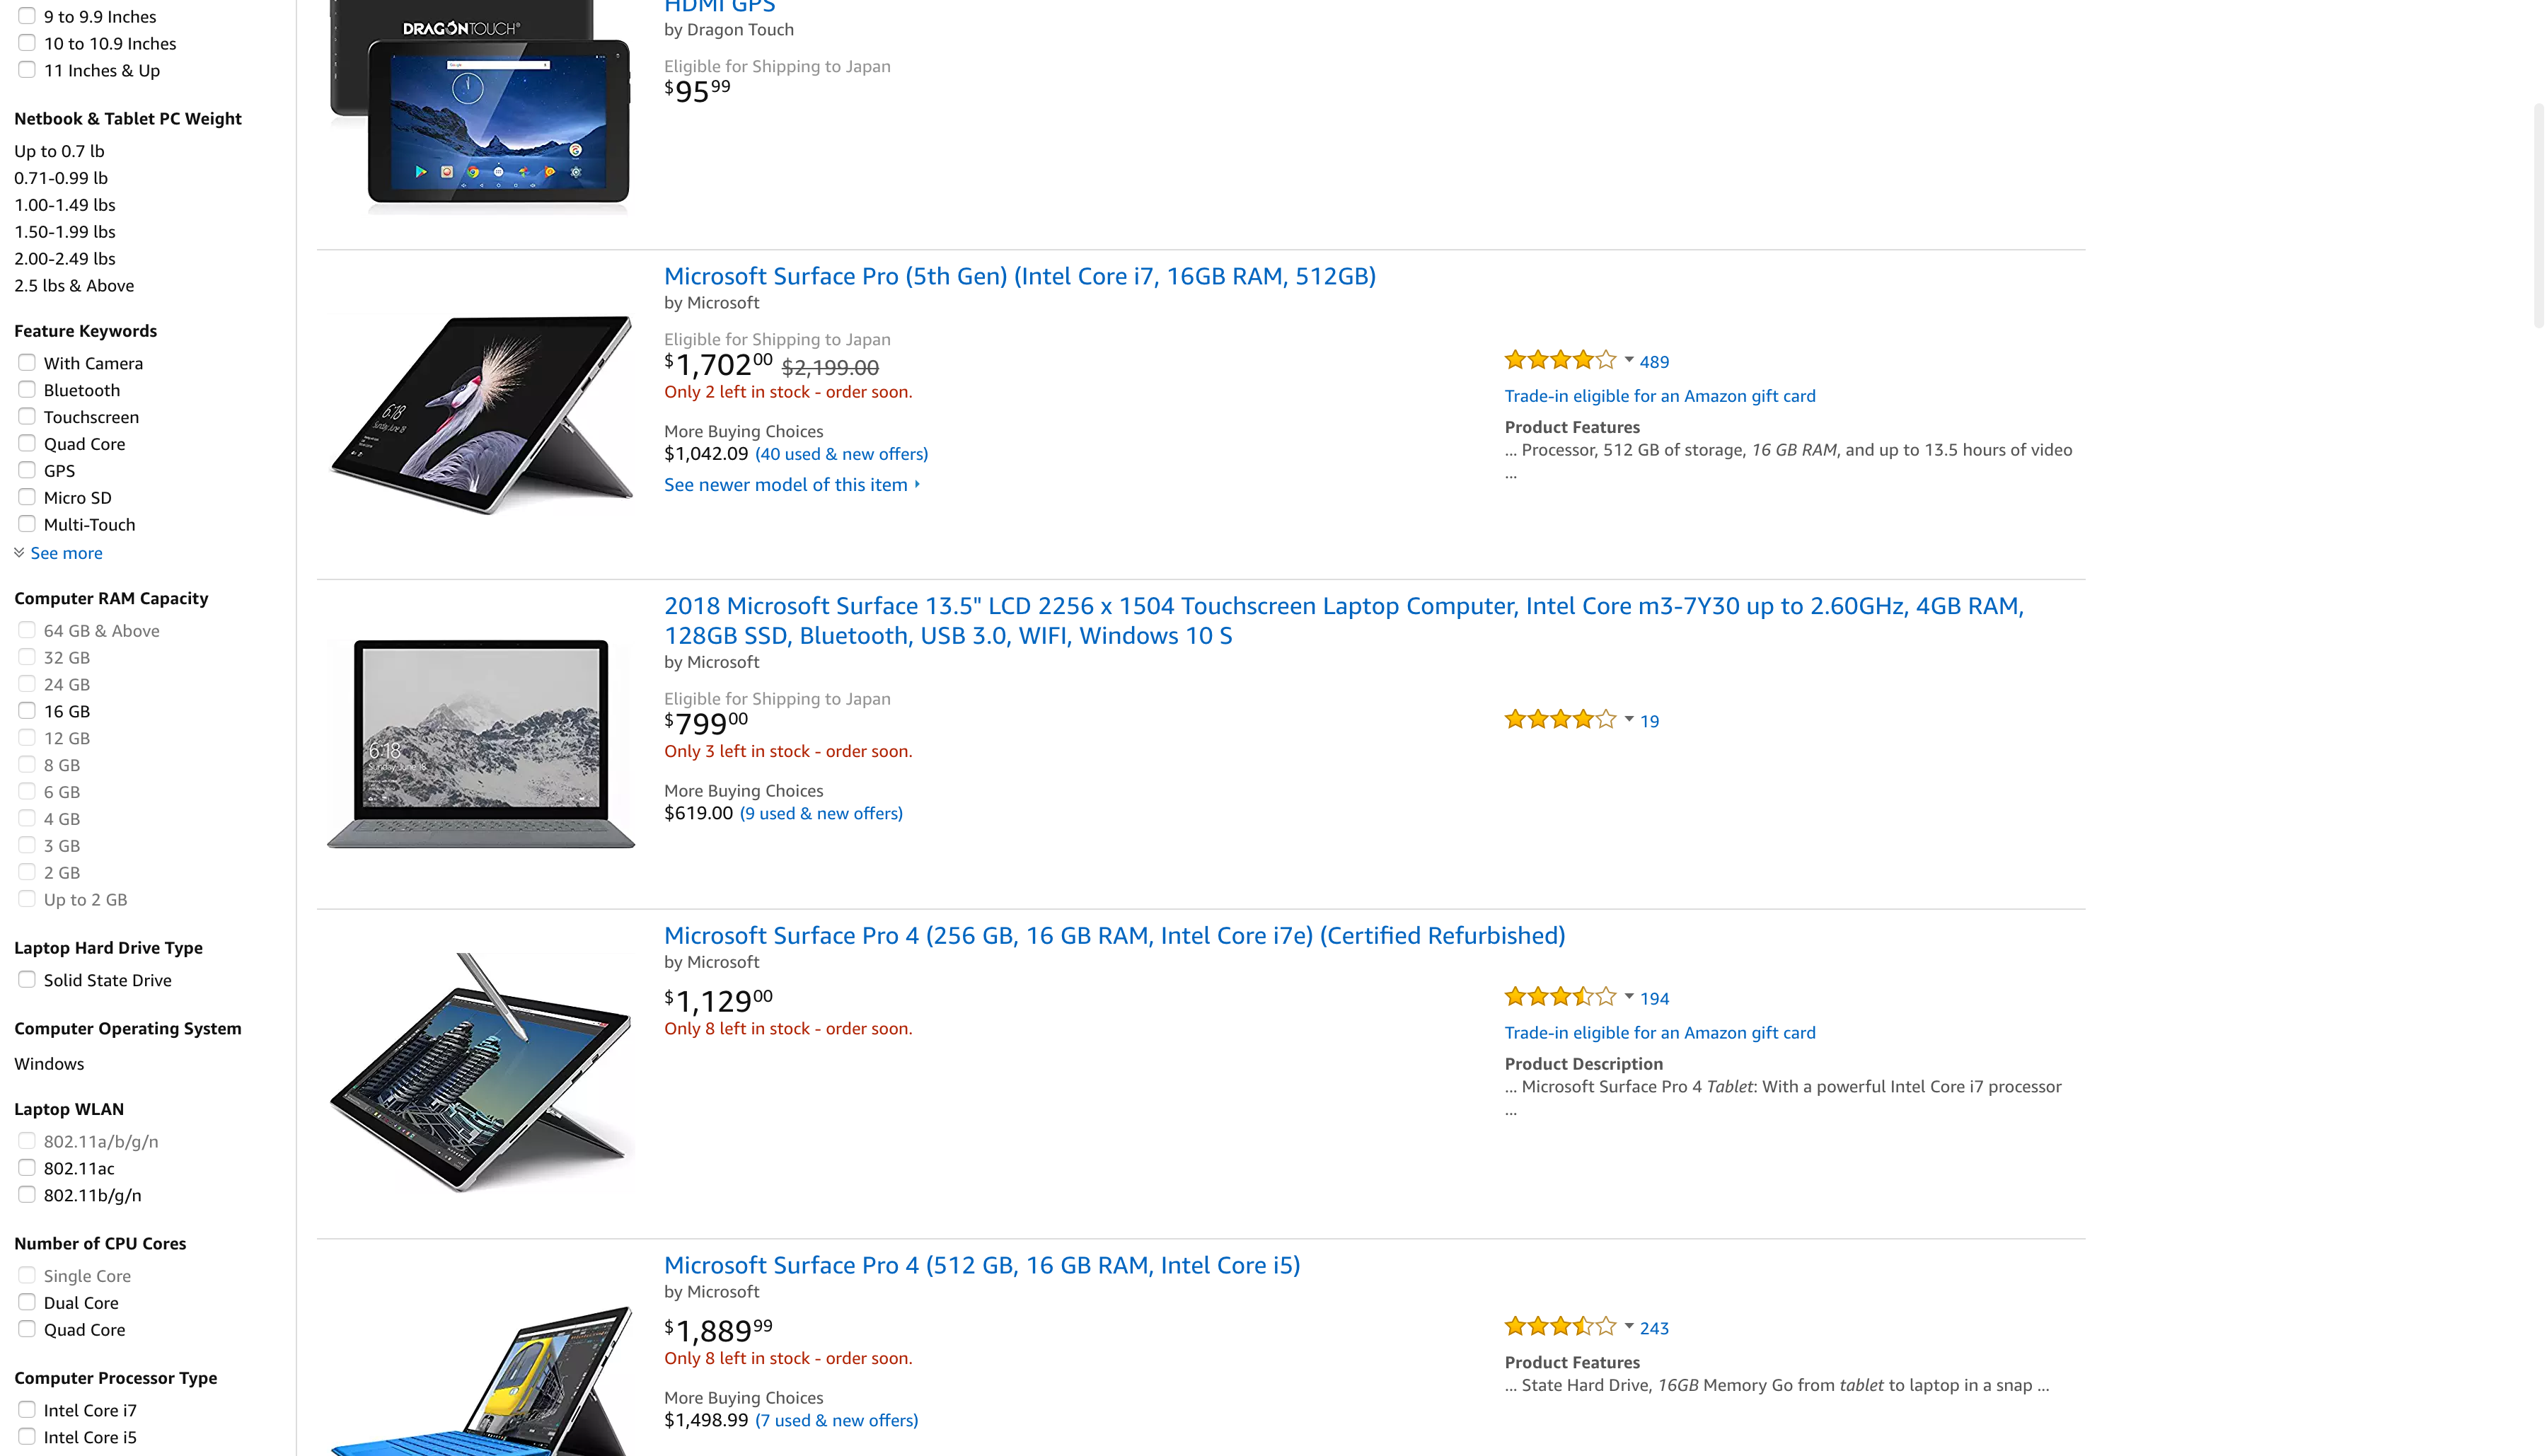 9 to 9.9 Inches
10 to 10.9 Inches
11 Inches & Up
Netbook & Tablet PC Weight
Up to 0.7 lb
0.71-0.99 lb
1.00-1.49 lbs
1.50-1.99 lbs
2.00-2.49 lbs
2.5 lbs & Above
Feature Keywords
With Camera
Bluetooth
Touchscreen
Quad Core
GPS
Micro SD
Multi-Touch
See more
Computer RAM Capacity
64 GB & Above
32 GB
24 GB
16 GB
12 GB
8 GB
6 GB
4 GB
3 GB
2 GB
Up to 2 GB
Laptop Hard Drive Type
Solid State Drive
Computer Operating System
Windows
Laptop WLAN
802.11a/b/g/n
802.11ac
802.11b/g/n
Number of CPU Cores
Single Core
Dual Core
Quad Core
Computer Processor Type
Intel Core i7
Intel Core i5
DRAGONTOUCH®
HDMI GPS
by Dragon Touch
Eligible for Shipping to Japan
$95 99
Microsoft Surface Pro (5th Gen) (Intel Core i7, 16GB RAM, 512GB)
by Microsoft
Eligible for Shipping to Japan
$1,702 00 $2,199.00
Only 2 left in stock - order soon.
More Buying Choices
$1,042.09 (40 used & new offers)
See newer model of this item
489
Trade-in eligible for an Amazon gift card
Product Features
... Processor, 512 GB of storage, 16 GB RAM, and up to 13.5 hours of video
...
6:18
Sunday, June 18
2018 Microsoft Surface 13.5" LCD 2256 x 1504 Touchscreen Laptop Computer, Intel Core m3-7Y30 up to 2.60GHz, 4GB RAM,
128GB SSD, Bluetooth, USB 3.0, WIFI, Windows 10 S
by Microsoft
Eligible for Shipping to Japan
$799 00
Only 3 left in stock - order soon.
More Buying Choices
$619.00 (9 used & new offers)
19
6:18
Sunday, June 18
Microsoft Surface Pro 4 (256 GB, 16 GB RAM, Intel Core i7e) (Certified Refurbished)
by Microsoft
$1,129 00
Only 8 left in stock - order soon.
194
Trade-in eligible for an Amazon gift card
Product Description
... Microsoft Surface Pro 4 Tablet: With a powerful Intel Core i7 processor
...
Microsoft Surface Pro 4 (512 GB, 16 GB RAM, Intel Core i5)
by Microsoft
$1,889 99
Only 8 left in stock - order soon.
More Buying Choices
$1,498.99 (7 used & new offers)
243
Product Features
... State Hard Drive, 16GB Memory Go from tablet to laptop in a snap ...